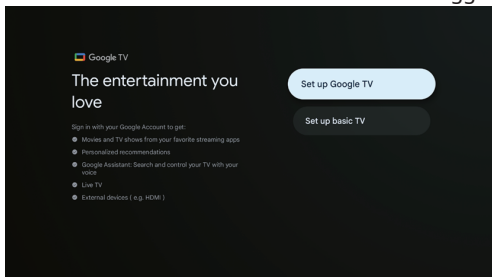 Google TV
The entertainment you
love
Sign in with your Google Account to get:
Movies and TV shows from your favorite streaming apps
Personalized recommendations
Google Assistant: Search and control your TV with your
voice
Live TV
External devices ( e.g. HDMI )
Set up Google TV
Set up basic TV